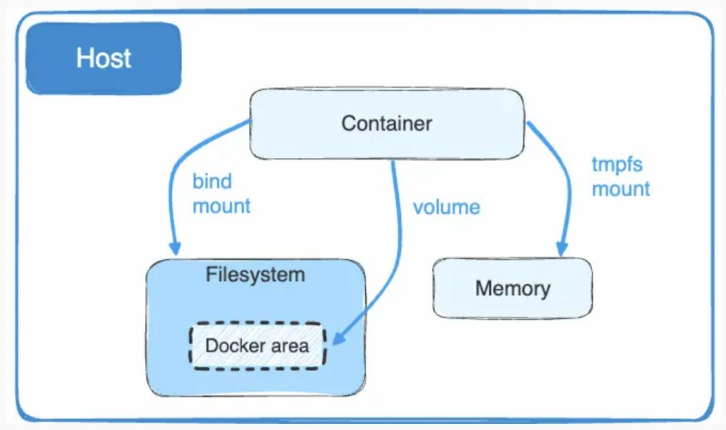 Host
Container
bind
mount
volume
tmpfs
mount
Filesystem
Memory
Docker area